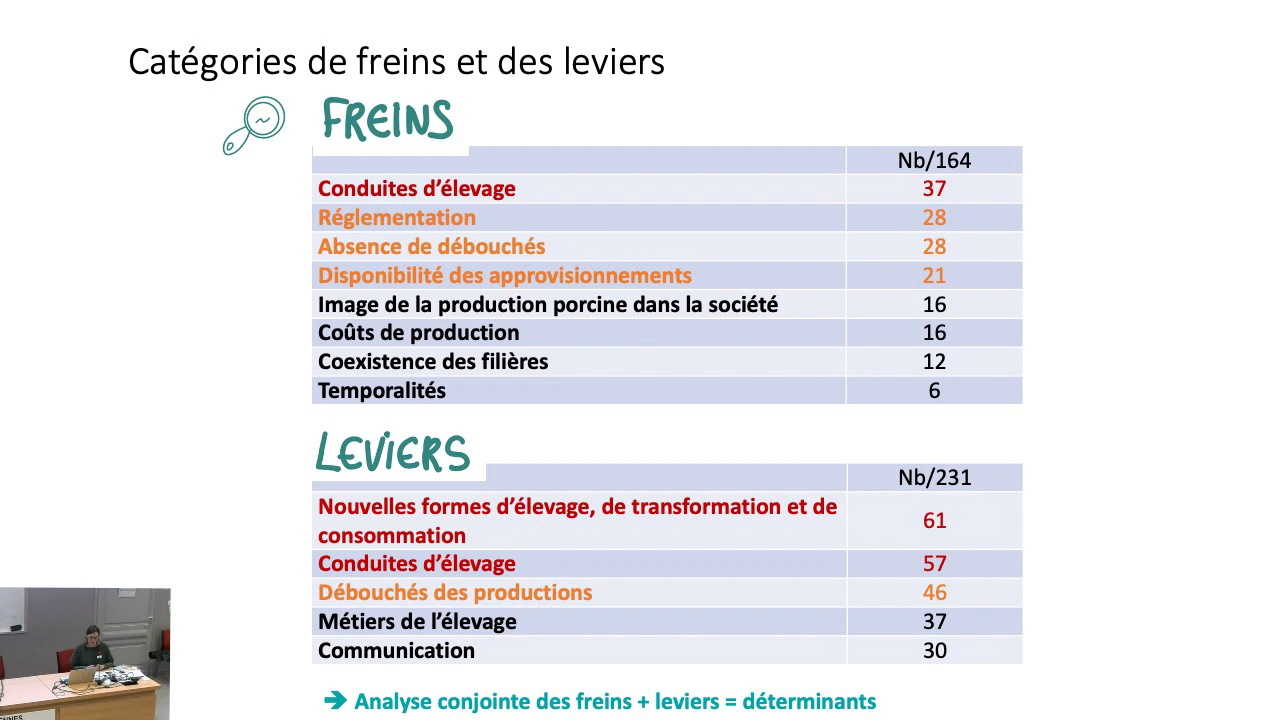 Catégories de freins et des leviers
FREINS
Nb/164
Conduites d'élevage 37
Réglementation 28
Absence de débouchés 28
Disponibilité des approvisionnements 21
Image de la production porcine dans la société 16
Coûts de production 16
Coexistence des filières 12
Temporalités 6
LEVIERS
Nb/231
Nouvelles formes d'élevage, de transformation et de
consommation 61
Conduites d'élevage 57
Débouchés des productions 46
Métiers de l'élevage 37
Communication 30
➔ Analyse conjointe des freins + leviers = déterminants